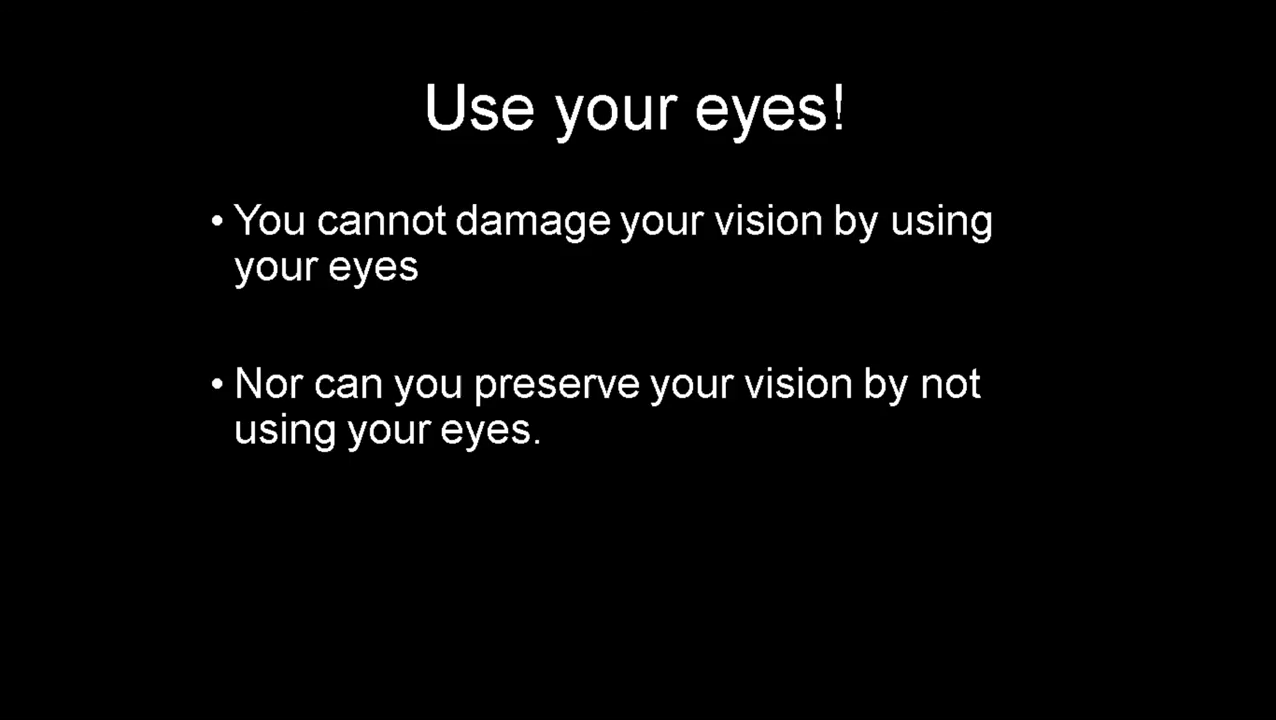 Use your eyes!
• You cannot damage your vision by using
your eyes
• Nor can you preserve your vision by not
using your eyes.